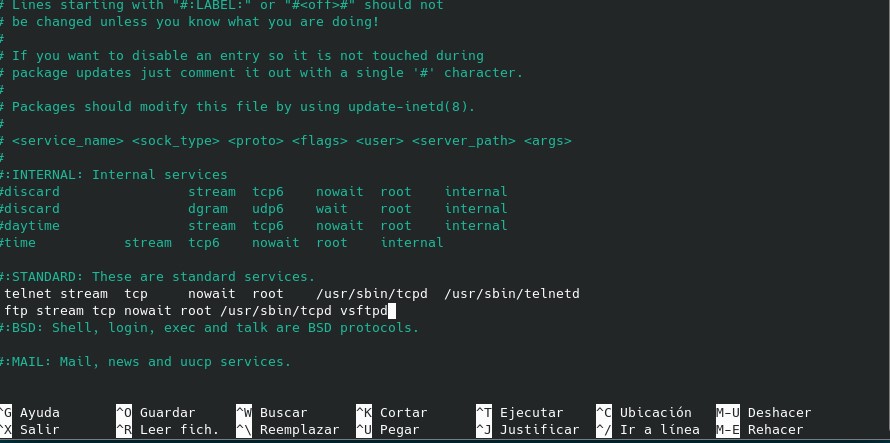 # Lines starting with "#:LABEL:" or "#<off>#" should not
# be changed unless you know what you are doing!
#
# If you want to disable an entry so it is not touched during
# package updates just comment it out with a single '#' character.
#
# Packages should modify this file by using update-inetd(8).
#
# <service_name> <sock_type> <proto> <flags> <user> <server_path> <args>
#
#:INTERNAL: Internal services
#discard                stream  tcp6    nowait  root    internal
#discard                dgram   udp6    wait    root    internal
#daytime                stream  tcp6    nowait  root    internal
#time           stream  tcp6    nowait  root    internal
#:STANDARD: These are standard services.
telnet stream  tcp     nowait  root    /usr/sbin/tcpd  /usr/sbin/telnetd
ftp stream tcp nowait root /usr/sbin/tcpd vsftpd
#:BSD: Shell, login, exec and talk are BSD protocols.
#:MAIL: Mail, news and uucp services.
^G Ayuda ^O Guardar ^W Buscar ^K Cortar ^T Ejecutar ^C Ubicación M-U Deshacer
^X Salir ^R Leer fich. ^\ Reemplazar ^U Pegar ^J Justificar ^/ Ir a línea M-E Rehacer